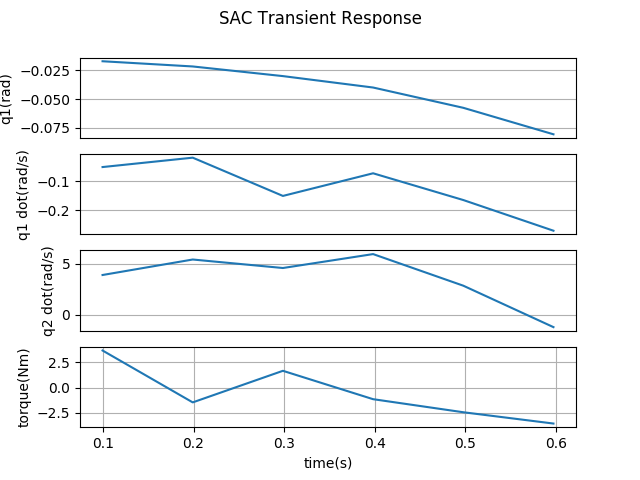 SAC Transient Response
q1(rad)
−0.025
−0.050
−0.075
q1 dot(rad/s)
−0.1
−0.2
q2 dot(rad/s)
5
0
torque(Nm)
2.5
0.0
−2.5
0.1 0.2 0.3 0.4 0.5 0.6
time(s)